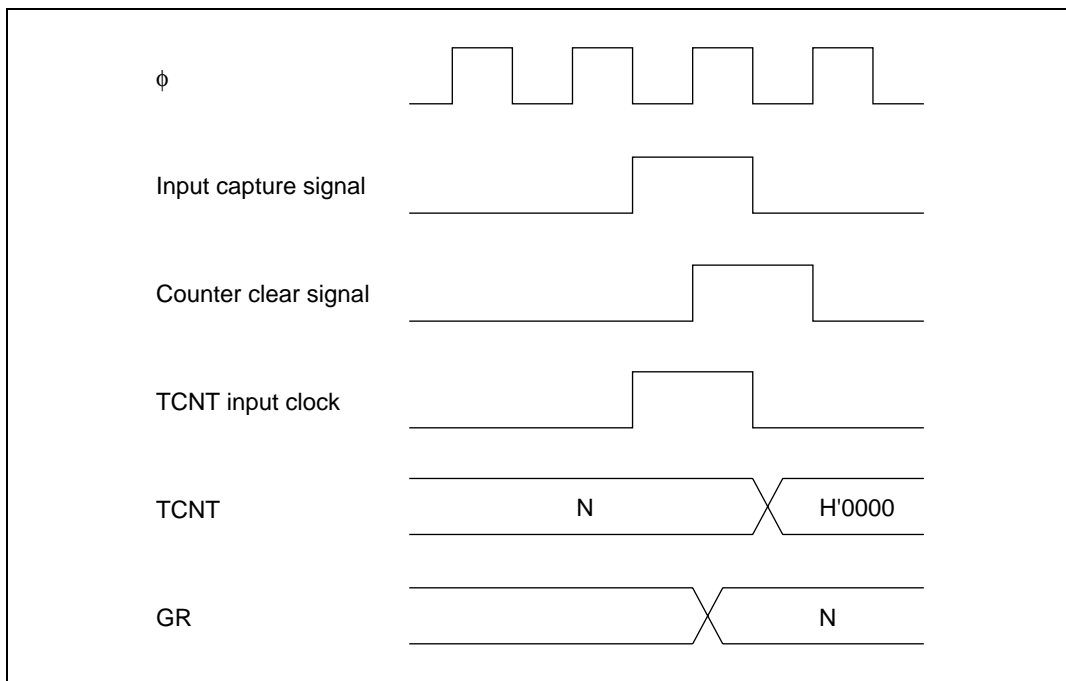 ϕ
Input capture signal
Counter clear signal
TCNT input clock
TCNT
N
H'0000
GR
N